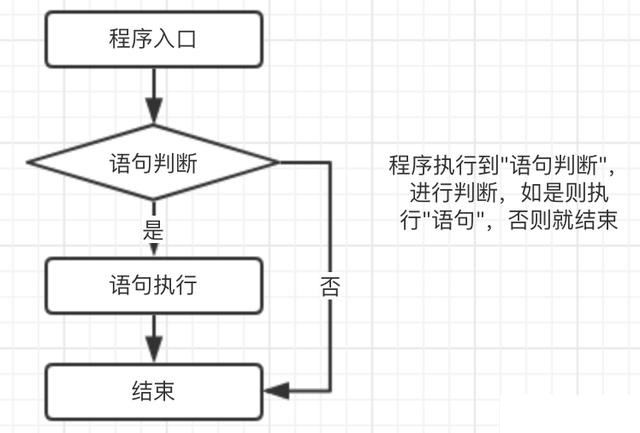 程序入口
语句判断
是
语句执行
否
结束
程序执行到"语句判断"，
进行判断，如是则执
行"语句"，否则就结束